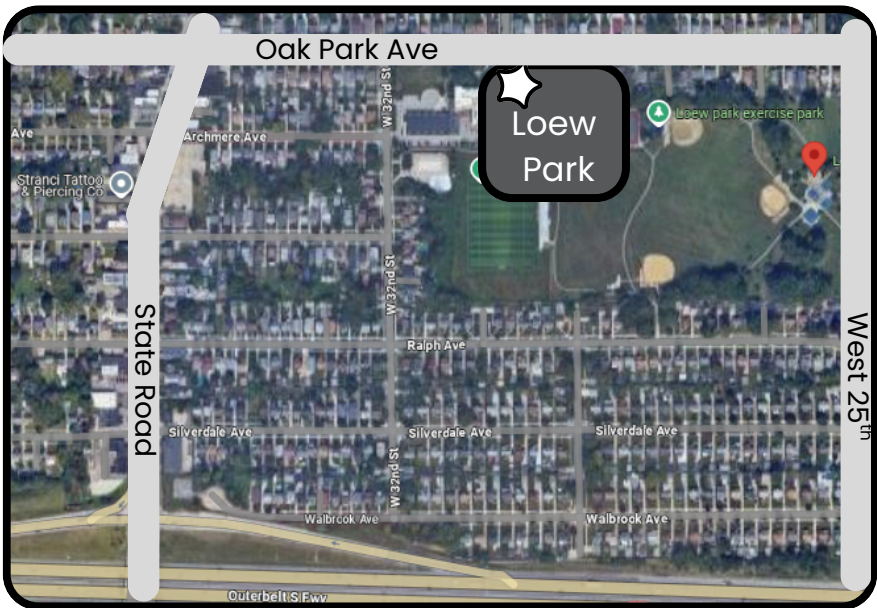 Oak Park Ave
W 32nd St
Loew
Park
Loew park exercise park
Ave
Archmere Ave
Stranci Tattoo
& Piercing Co
L
W 32nd St
State Road
West 25th
Ralph Ave
Silverdale Ave
Silverdale Ave
Silverdale Ave
W 32nd St
Walbrook Ave
Walbrook Ave
Outerbelt S Fwy